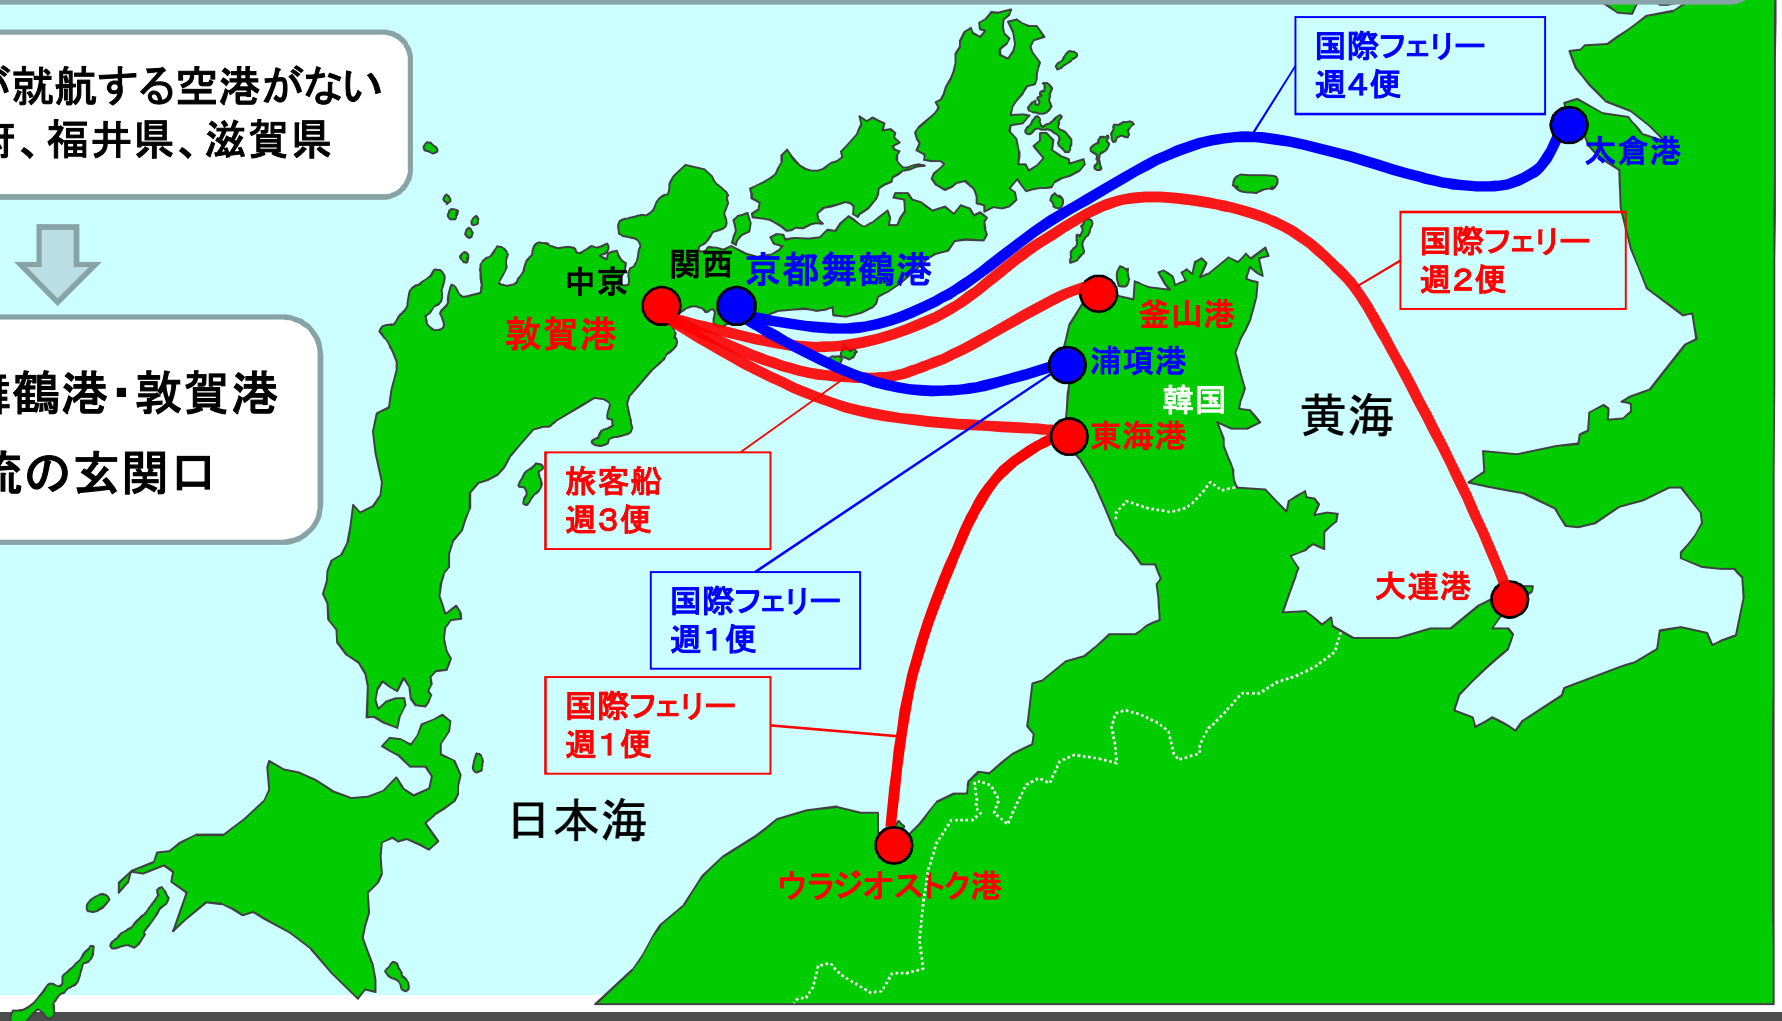 が就航する空港がない
府、福井県、滋賀県
舞鶴港・敦賀港
流の玄関口
国際フェリー
週4便
太倉港
国際フェリー
週2便
中京
関西
京都舞鶴港
敦賀港
釜山港
浦項港
韓国
東海港
黄海
旅客船
週3便
国際フェリー
週1便
大連港
国際フェリー
週1便
日本海
ウラジオストク港